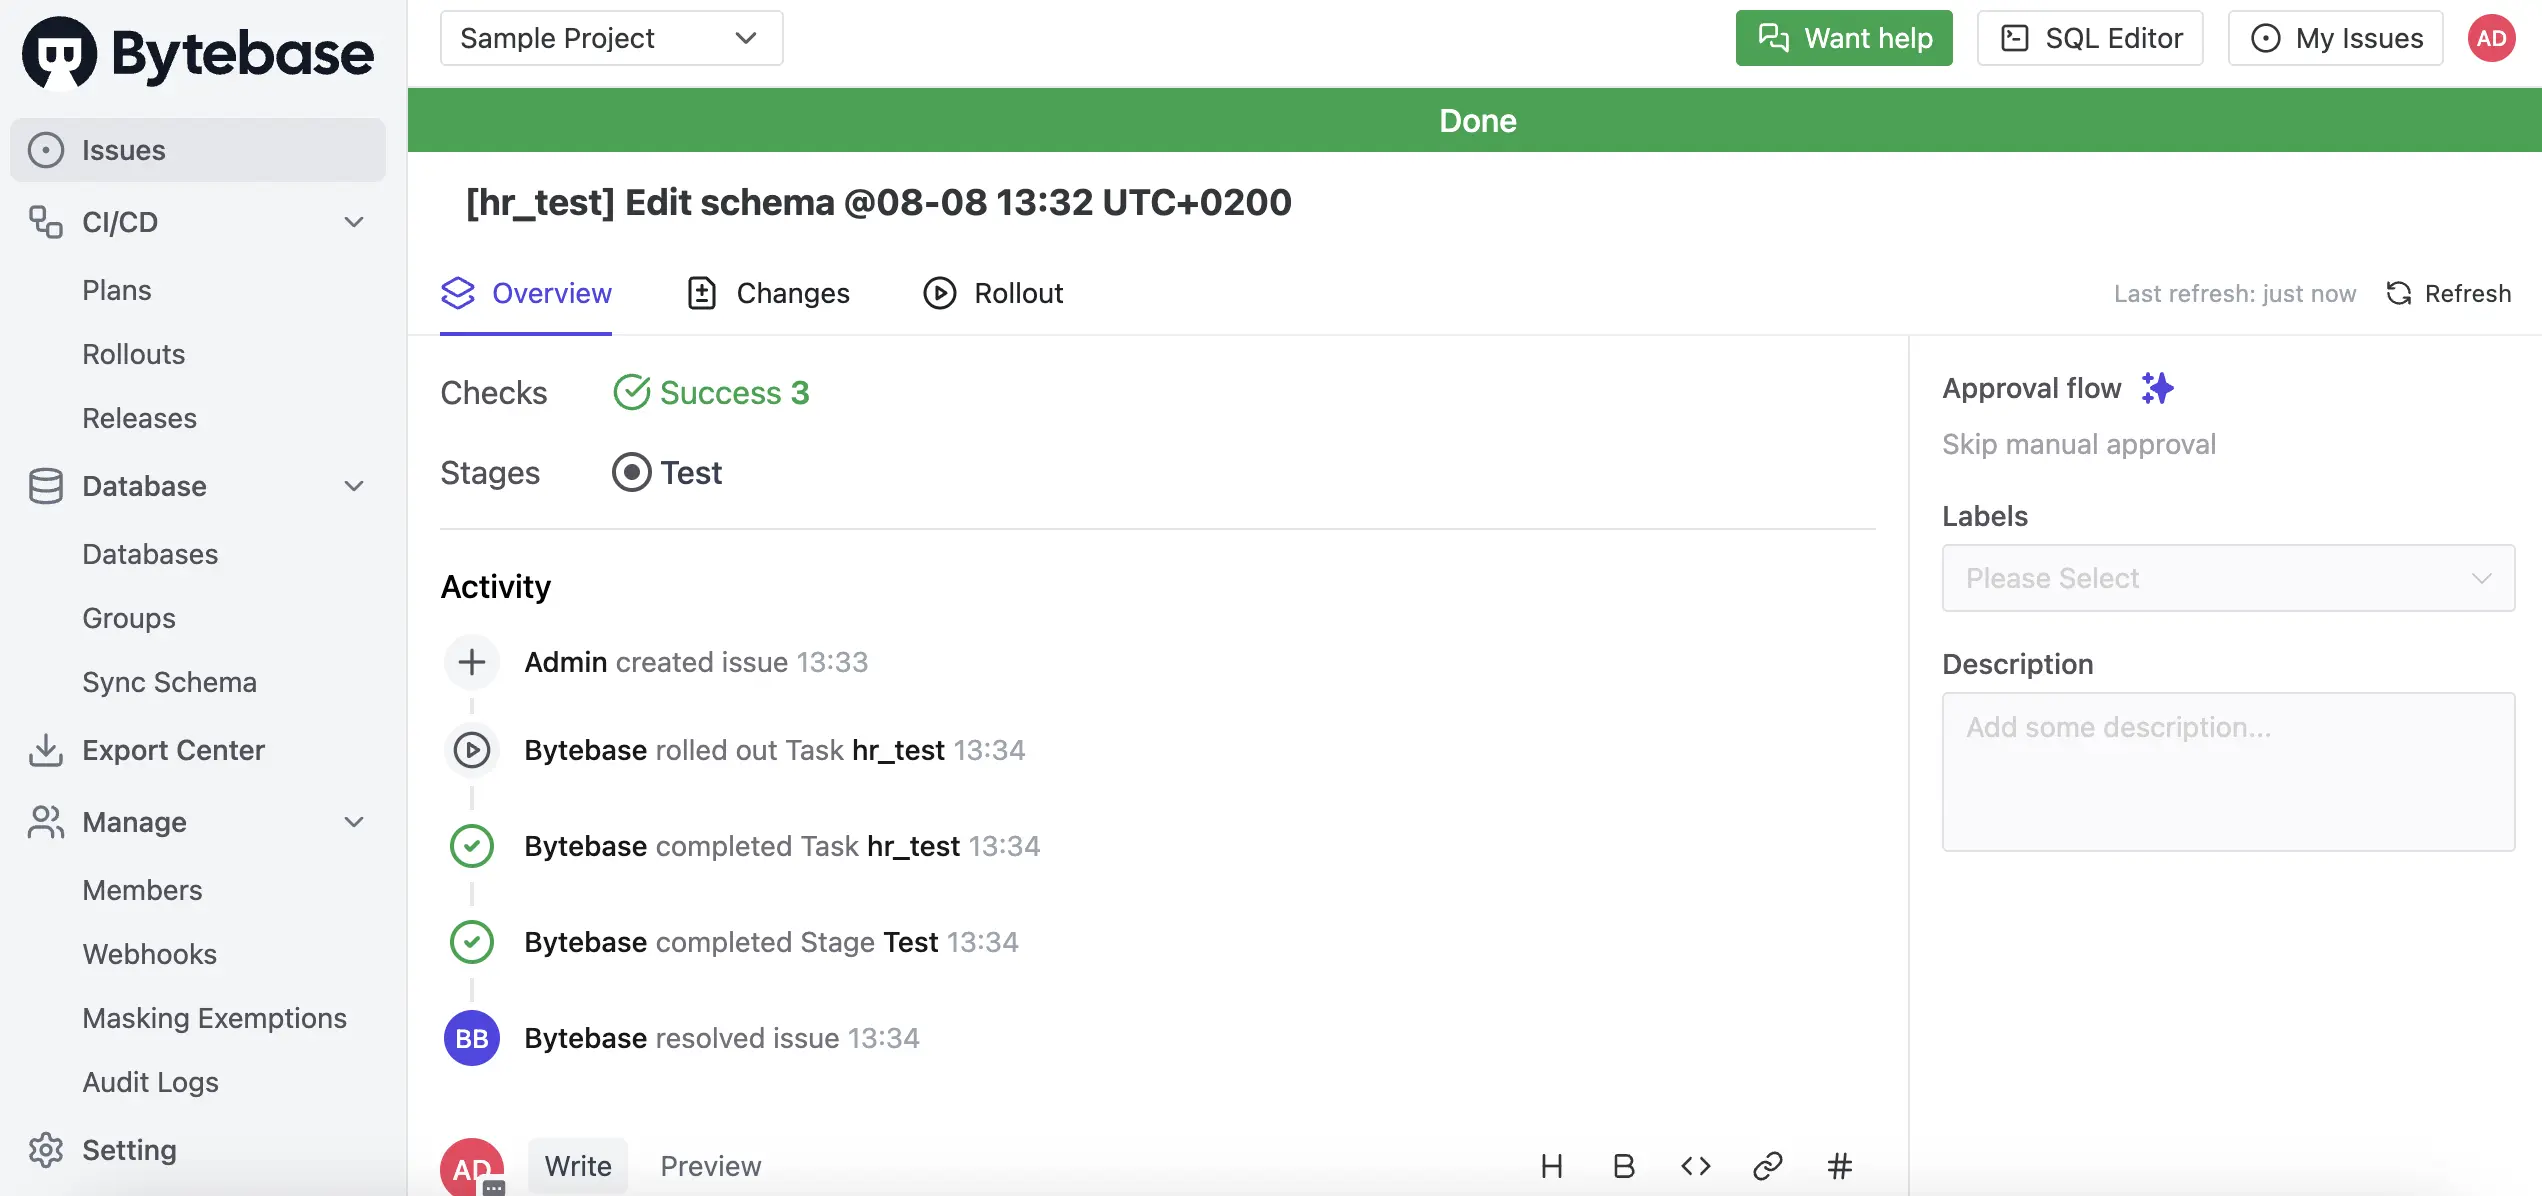 Bytebase
Issues
CI/CD
Plans
Rollouts
Releases
Database
Databases
Groups
Sync Schema
Export Center
Manage
Members
Webhooks
Masking Exemptions
Audit Logs
Setting
Sample Project
Want help
SQL Editor
My Issues
AD
Done
[hr_test] Edit schema @08-08 13:32 UTC+0200
Overview
Changes
Rollout
Last refresh: just now
Refresh
Checks
Success 3
Stages
Test
Activity
Admin created issue 13:33
Bytebase rolled out Task hr_test 13:34
Bytebase completed Task hr_test 13:34
Bytebase completed Stage Test 13:34
BB
Bytebase resolved issue 13:34
AD
Write
Preview
H
B
<>
#
Approval flow
Skip manual approval
Labels
Please Select
Description
Add some description...